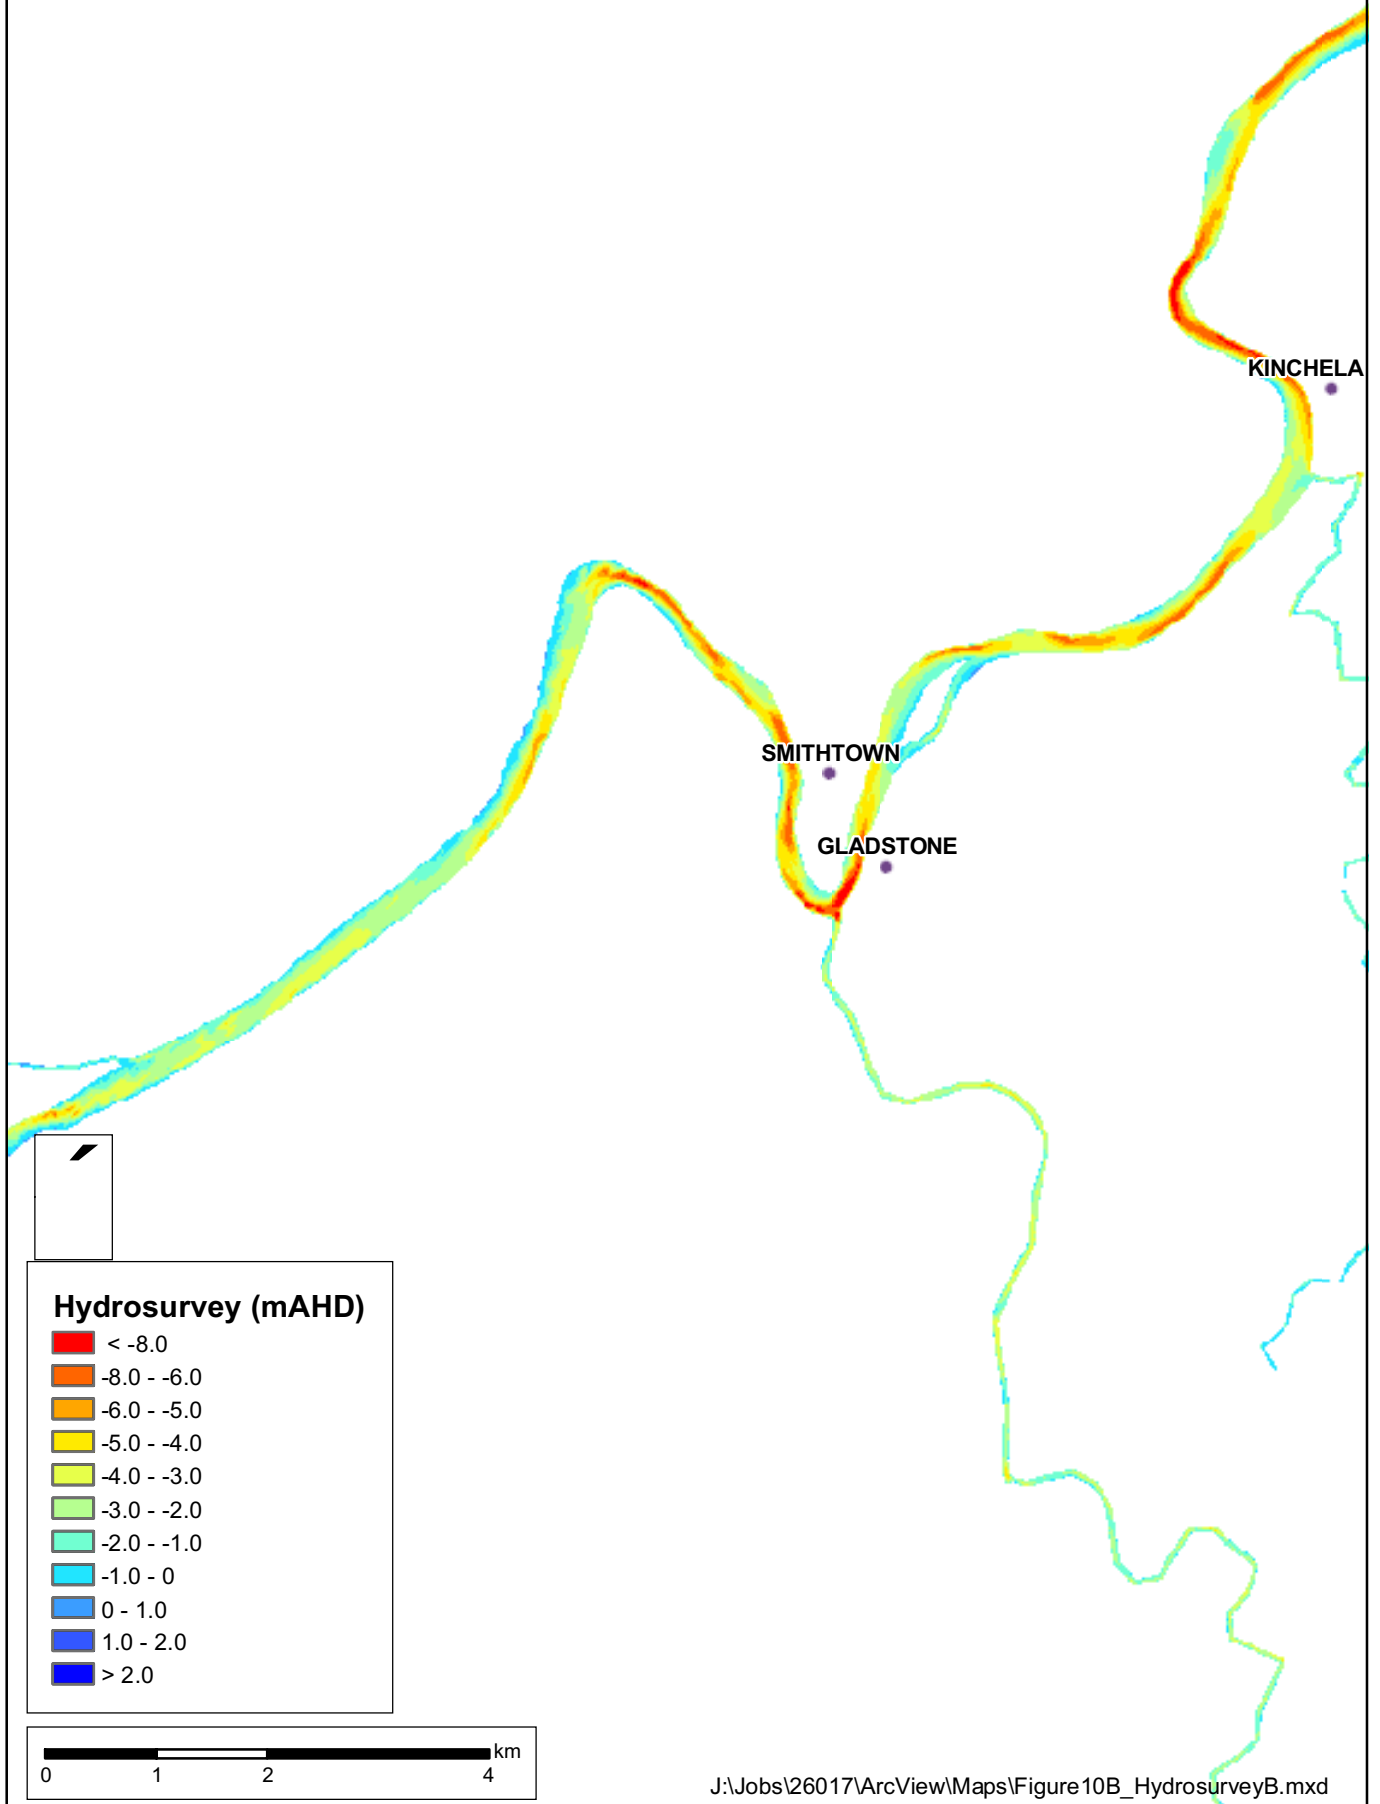 KINCHELA
SMITHTOWN
GLADSTONE
Hydrosurvey (mAHD)
< -8.0
-8.0 - -6.0
-6.0 - -5.0
-5.0 - -4.0
-4.0 - -3.0
-3.0 - -2.0
-2.0 - -1.0
-1.0 - 0
0 - 1.0
1.0 - 2.0
> 2.0
km
0 1 2 4
J:\Jobs\26017\ArcView\Maps\Figure10B_HydrosurveyB.mxd